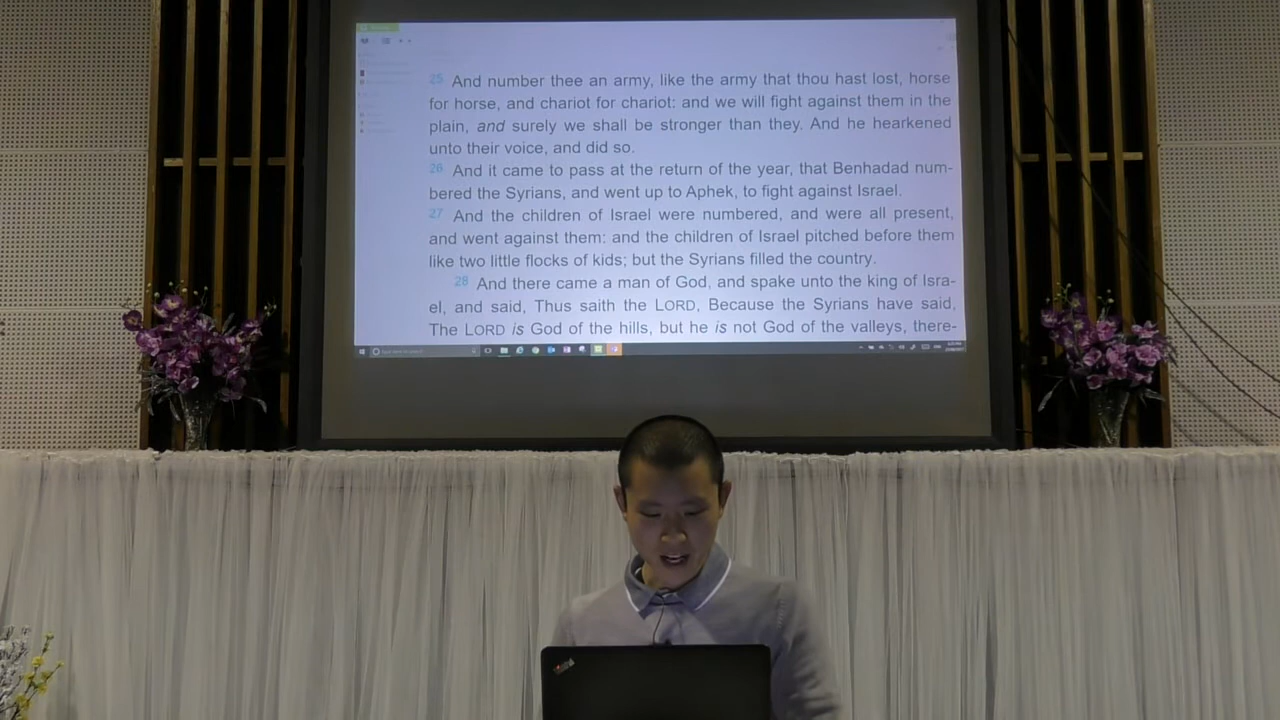 25 And number thee an army, like the army that thou hast lost, horse
for horse, and chariot for chariot: and we will fight against them in the
plain, and surely we shall be stronger than they. And he hearkened
unto their voice, and did so.
26 And it came to pass at the return of the year, that Benhadad num-
bered the Syrians, and went up to Aphek, to fight against Israel.
27 And the children of Israel were numbered, and were all present,
and went against them: and the children of Israel pitched before them
like two little flocks of kids; but the Syrians filled the country.
28 And there came a man of God, and spake unto the king of Isra-
el, and said, Thus saith the LORD, Because the Syrians have said,
The LORD is God of the hills, but he is not God of the valleys, there-